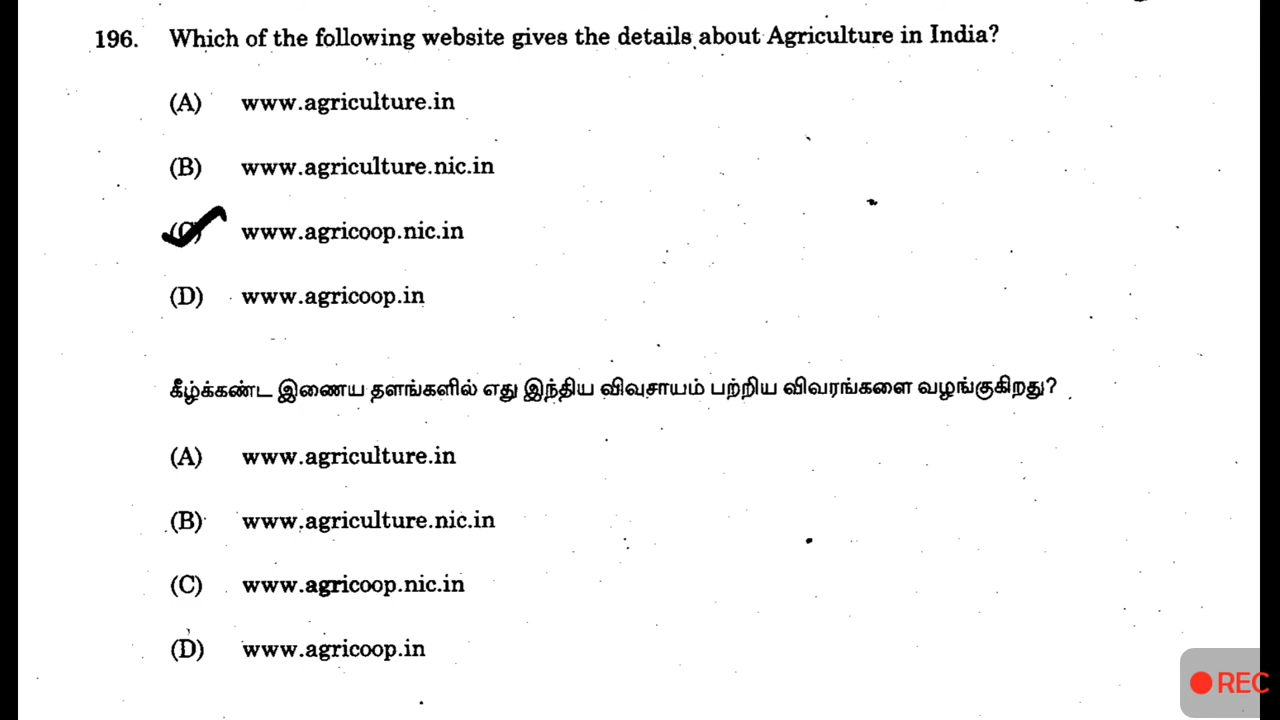 196. Which of the following website gives the details about Agriculture in India?
(A) www.agriculture.in
(B) www.agriculture.nic.in
(C) www.agricoop.nic.in
(D) www.agricoop.in
கீழ்க்கண்ட இணைய தளங்களில் எது இந்திய விவுசாயம் பற்றிய விவரங்களை வழங்குகிறது?
(A) www.agriculture.in
(B) www.agriculture.nic.in
(C) www.agricoop.nic.in
(D) www.agricoop.in
REC